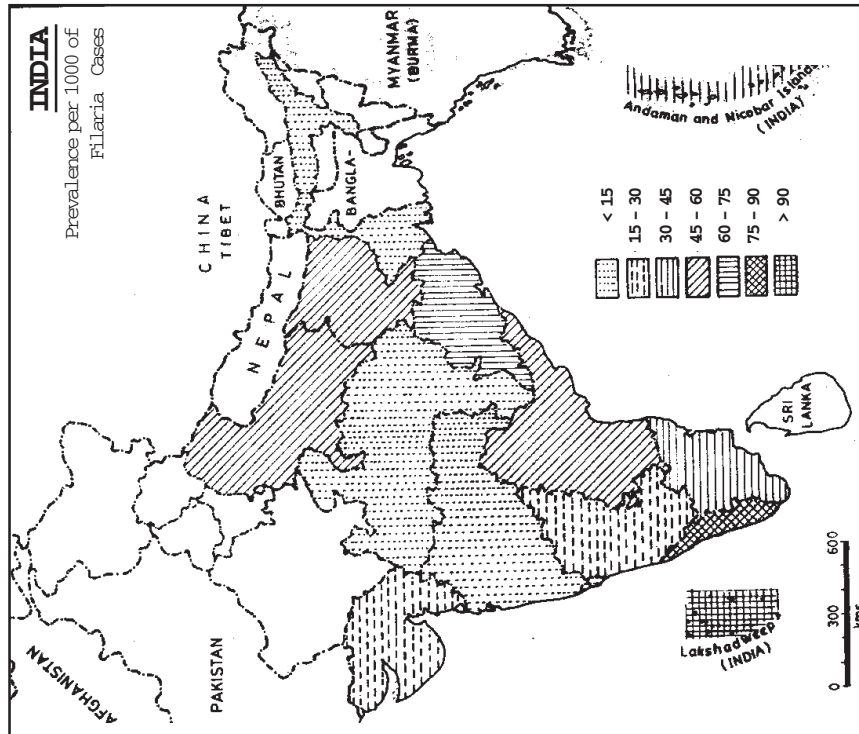 INDIA
Prevalence per 1000 of
Filaria Cases
CHINA
TIBET
NEPAL
BHUTAN
BANGLA-
MYANMAR
(BURMA)
AFGHANISTAN
PAKISTAN
Andaman and Nicobar Island
(INDIA)
< 15
15 - 30
30 - 45
45 - 60
60 - 75
75 - 90
> 90
SRI
LANKA
Lakshadweep
(INDIA)
0 300 600
kms